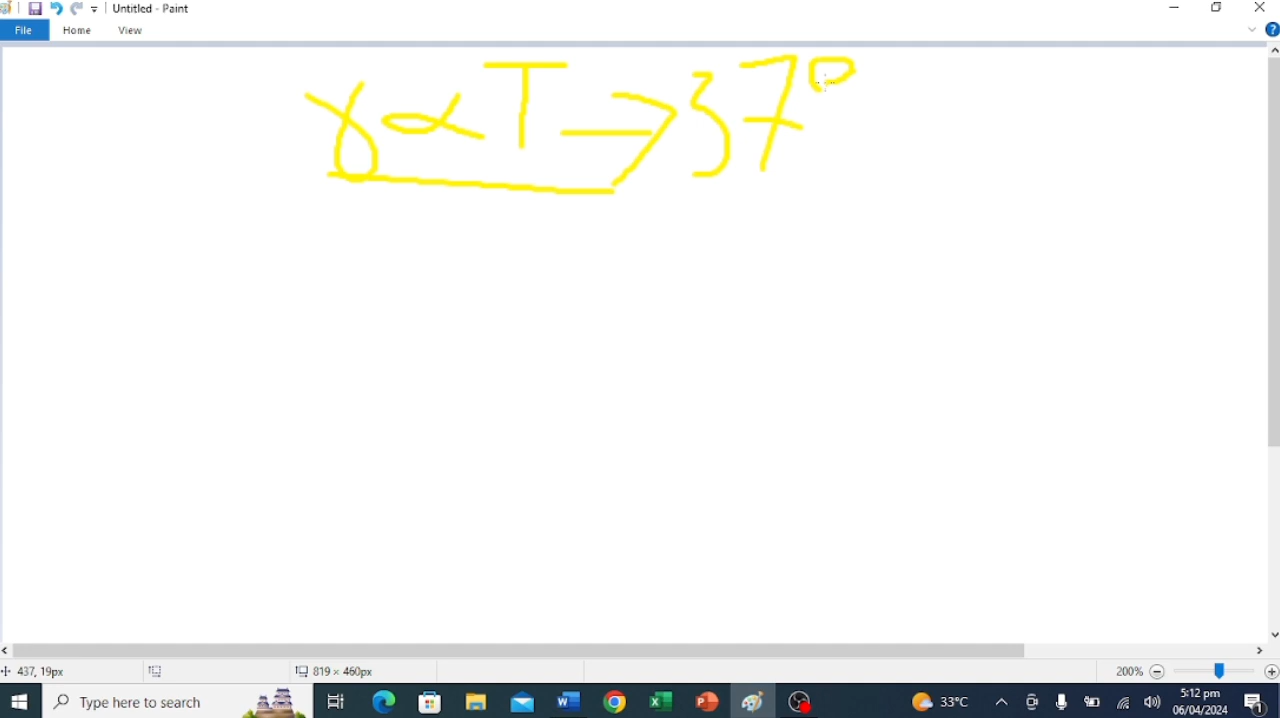 Untitled - Paint
File Home View
γ∝T→37°
437, 19px
819 × 460px
200%
Type here to search
33°C
5:12 pm
06/04/2024